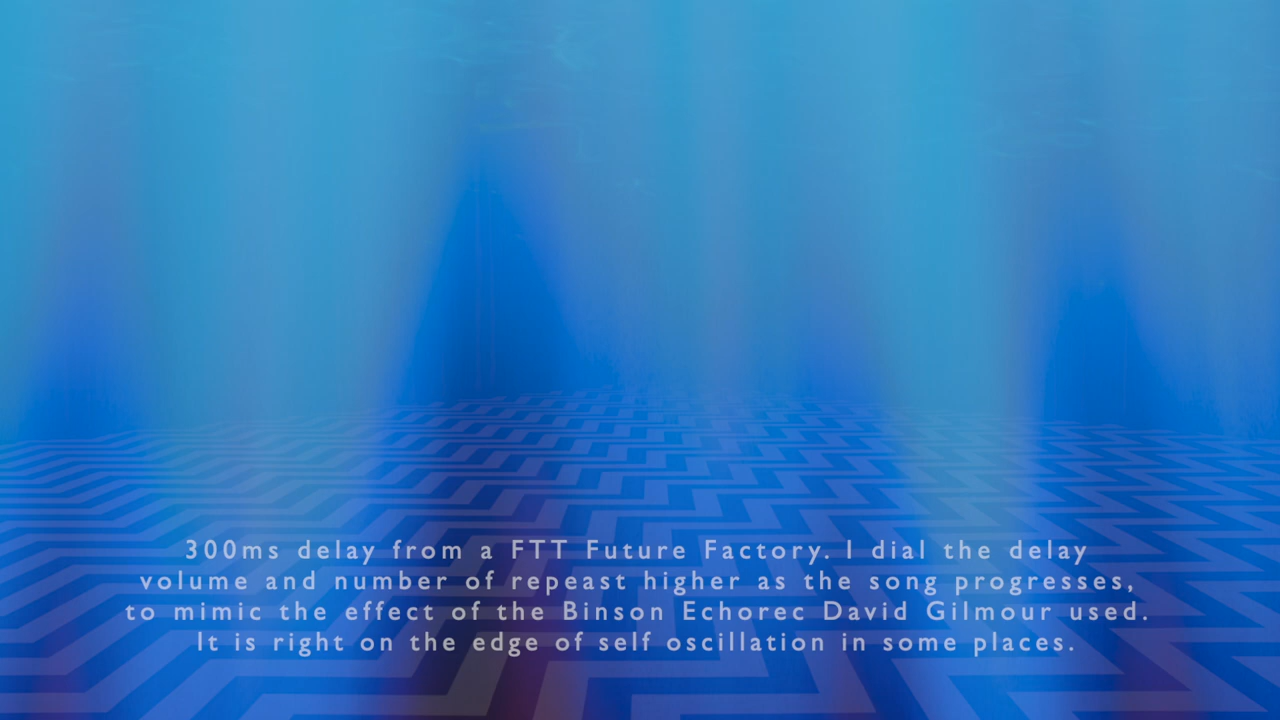 300ms delay from a FTT Future Factory. I dial the delay
volume and number of repeast higher as the song progresses,
to mimic the effect of the Binson Echorec David Gilmour used.
It is right on the edge of self oscillation in some places.